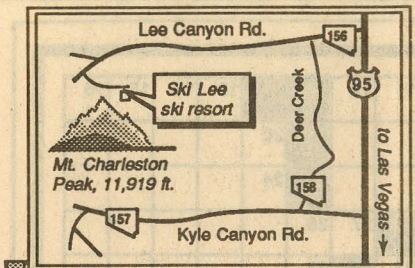 Lee Canyon Rd.
156
95
Ski Lee
ski resort
Deer Creek
to Las Vegas
Mt. Charleston
Peak, 11,919 ft.
158
157
Kyle Canyon Rd.